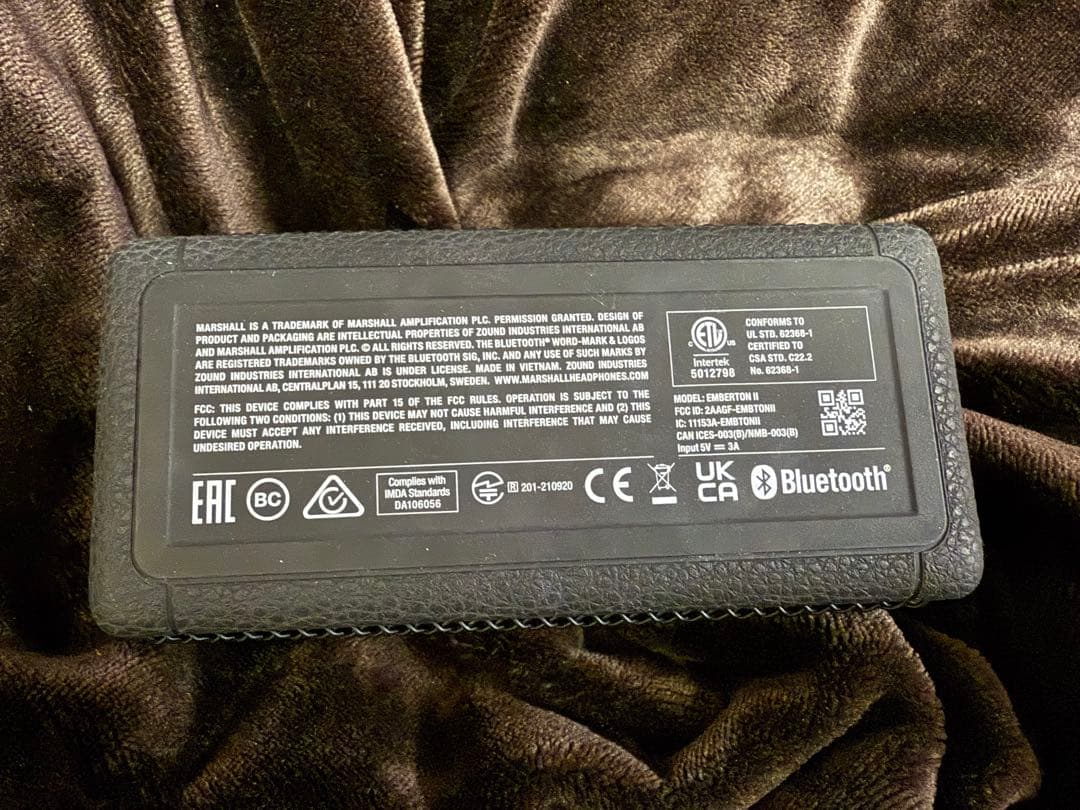 MARSHALL IS A TRADEMARK OF MARSHALL AMPLIFICATION PLC. PERMISSION GRANTED. DESIGN OF
PRODUCT AND PACKAGING ARE INTELLECTUAL PROPERTIES OF ZOUND INDUSTRIES INTERNATIONAL AB
AND MARSHALL AMPLIFICATION PLC. © ALL RIGHTS RESERVED. THE BLUETOOTH® WORD-MARK & LOGOS
ARE REGISTERED TRADEMARKS OWNED BY THE BLUETOOTH SIG, INC. AND ANY USE OF SUCH MARKS BY
ZOUND INDUSTRIES INTERNATIONAL AB IS UNDER LICENSE. MADE IN VIETNAM. ZOUND INDUSTRIES
INTERNATIONAL AB, CENTRALPLAN 15, 111 20 STOCKHOLM, SWEDEN. WWW.MARSHALLHEADPHONES.COM
FCC: THIS DEVICE COMPLIES WITH PART 15 OF THE FCC RULES. OPERATION IS SUBJECT TO THE
FOLLOWING TWO CONDITIONS: (1) THIS DEVICE MAY NOT CAUSE HARMFUL INTERFERENCE AND (2) THIS
DEVICE MUST ACCEPT ANY INTERFERENCE RECEIVED, INCLUDING INTERFERENCE THAT MAY CAUSE
UNDESIRED OPERATION.
C ETL US
Intertek
5012798
CONFORMS TO
UL STD. 62368-1
CERTIFIED TO
CSA STD. C22.2
No. 62368-1
MODEL: EMBERTON II
FCC ID: 2AAGF-EMBTONII
IC: 11153A-EMBTONII
CAN ICES-003(B)/NMB-003(B)
Input 5V ⎓ 3A
EAC
BC
Complies with
IMDA Standards
DA106056
R 201-210920
CE
UK
CA
Bluetooth®